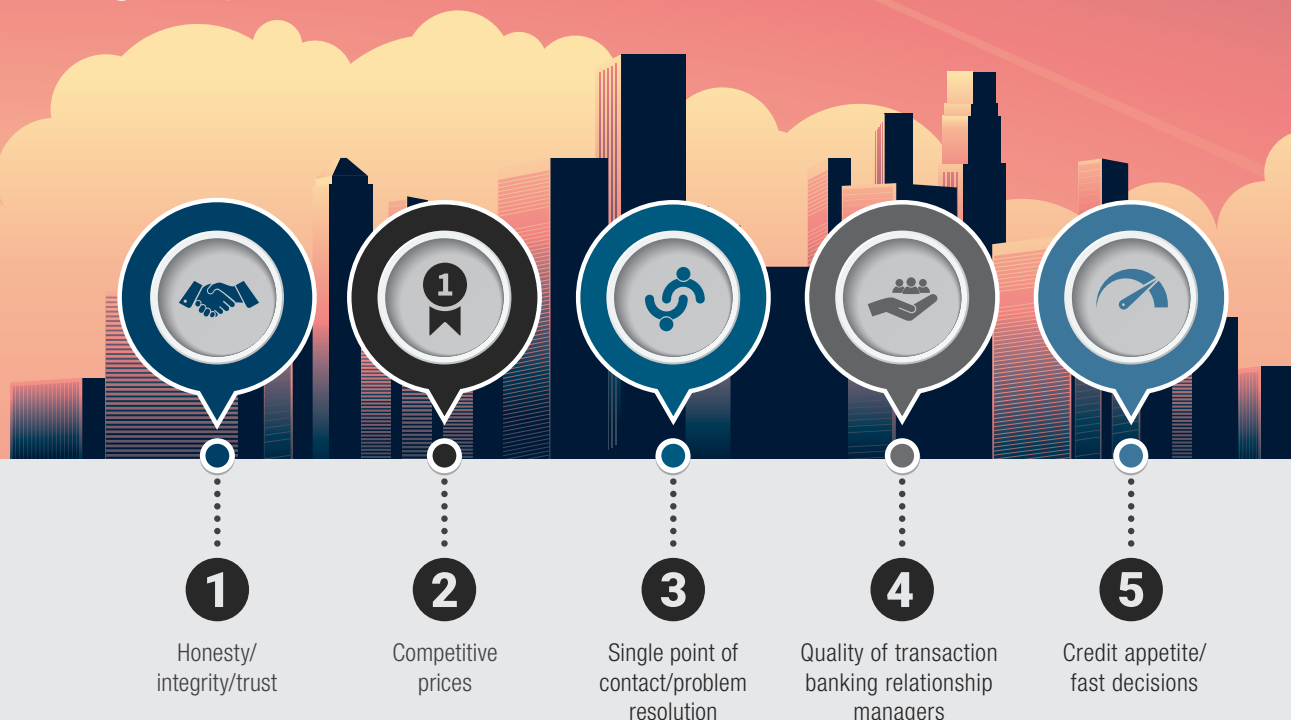 1
1
Honesty/
integrity/trust
2
Competitive
prices
3
Single point of
contact/problem
resolution
4
Quality of transaction
banking relationship
managers
5
Credit appetite/
fast decisions